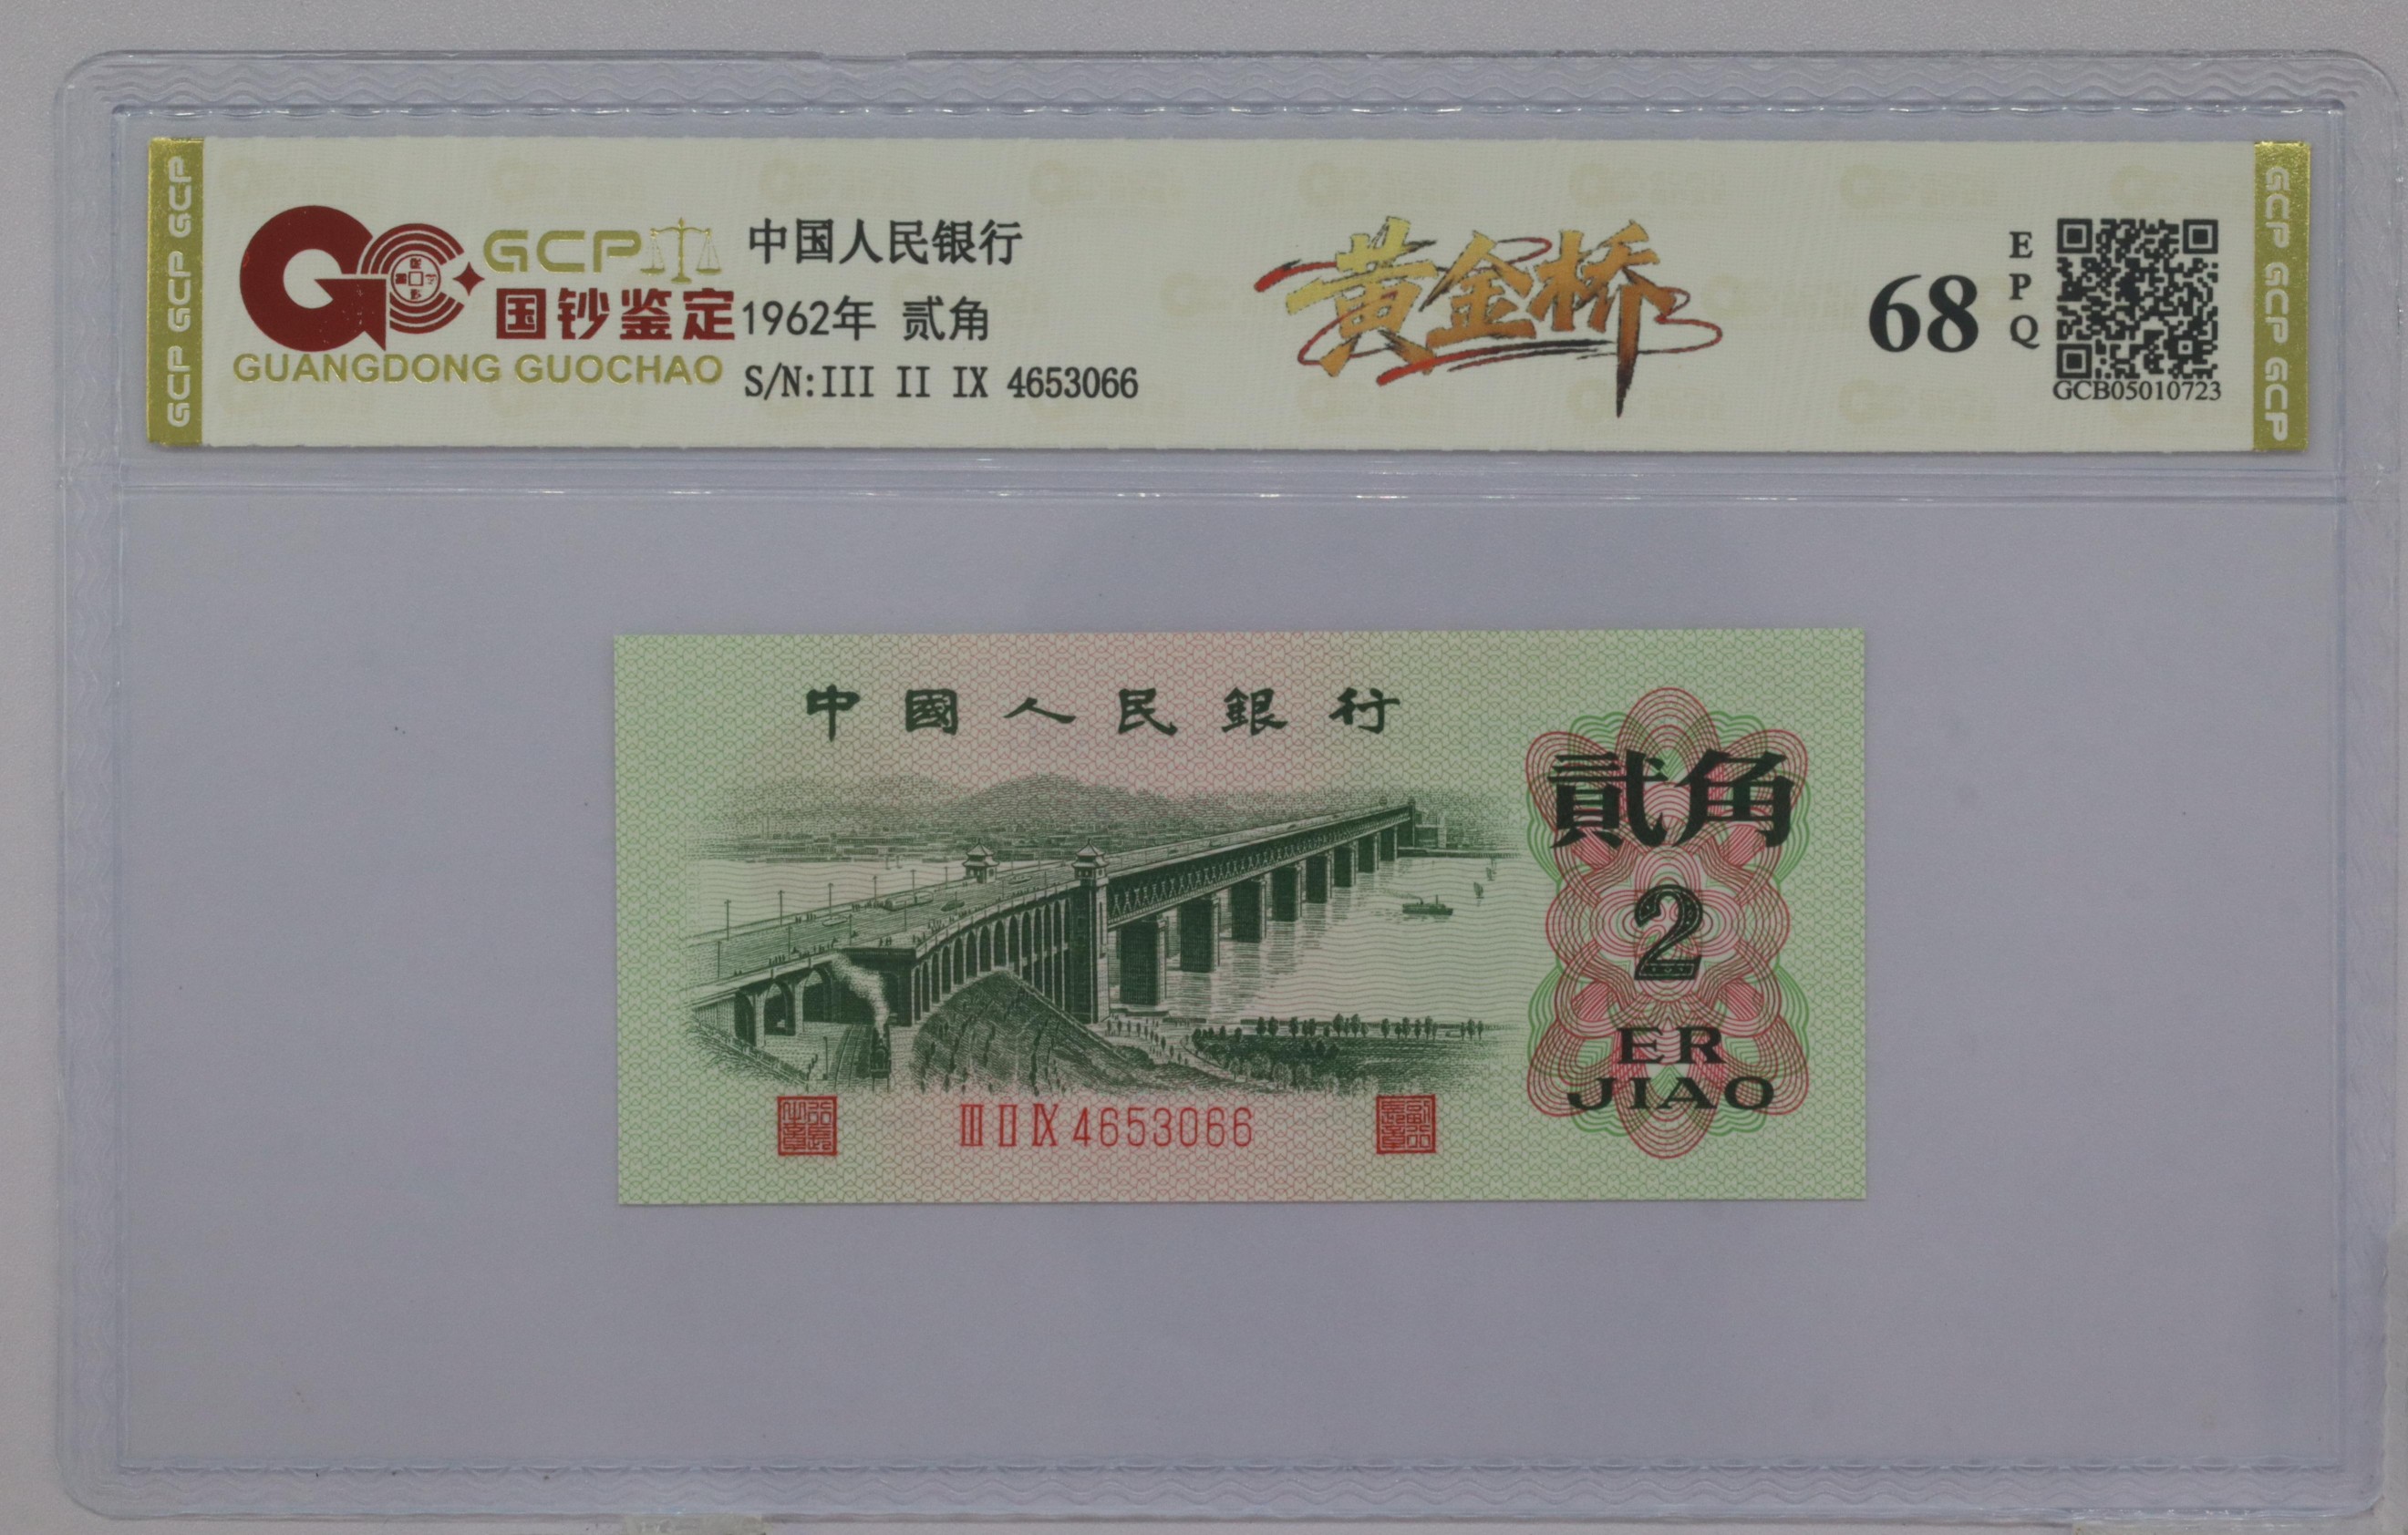 GCP GCP GCP
GCP
国钞鉴定
GUANGDONG GUOCHAO
中国人民银行
1962年 贰角
S/N:III II IX 4653066
黄金桥
68
EPQ
GCB05010723
GCP GCP GCP
中國人民銀行
貳角
2
ER
JIAO
III II IX 4653066